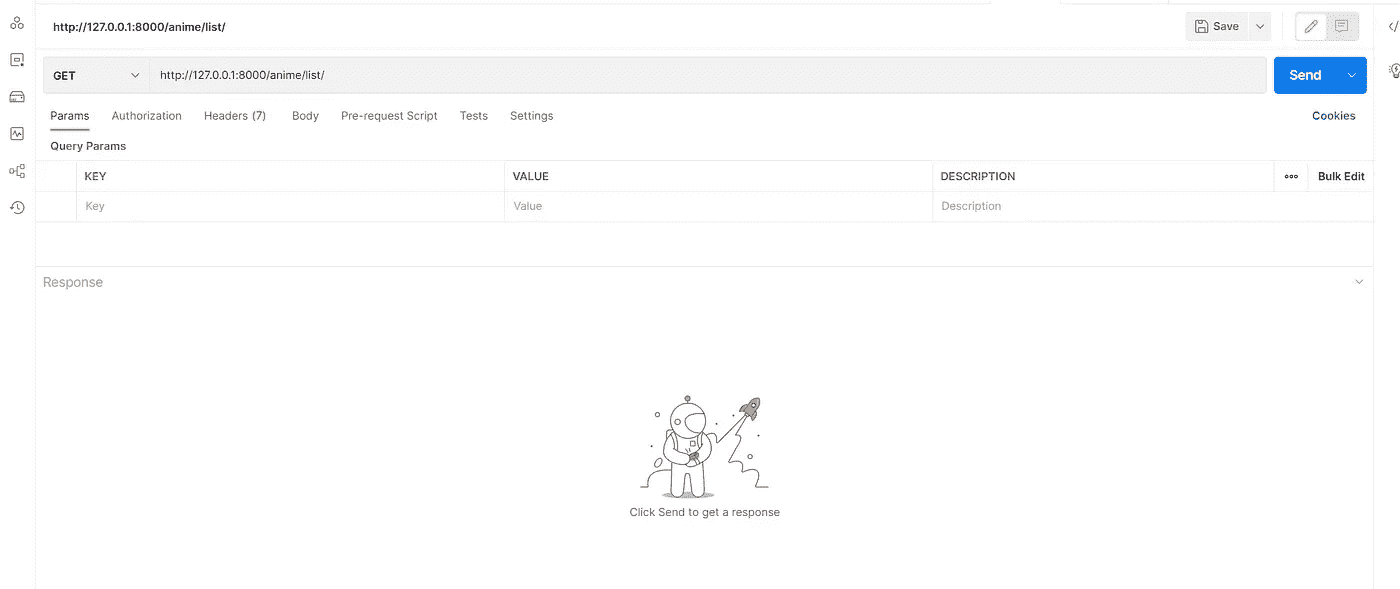 http://127.0.0.1:8000/anime/list/ Save
GET http://127.0.0.1:8000/anime/list/ Send
Params Authorization Headers (7) Body Pre-request Script Tests Settings Cookies
Query Params
KEY VALUE DESCRIPTION Bulk Edit
Key Value Description
Response
Click Send to get a response